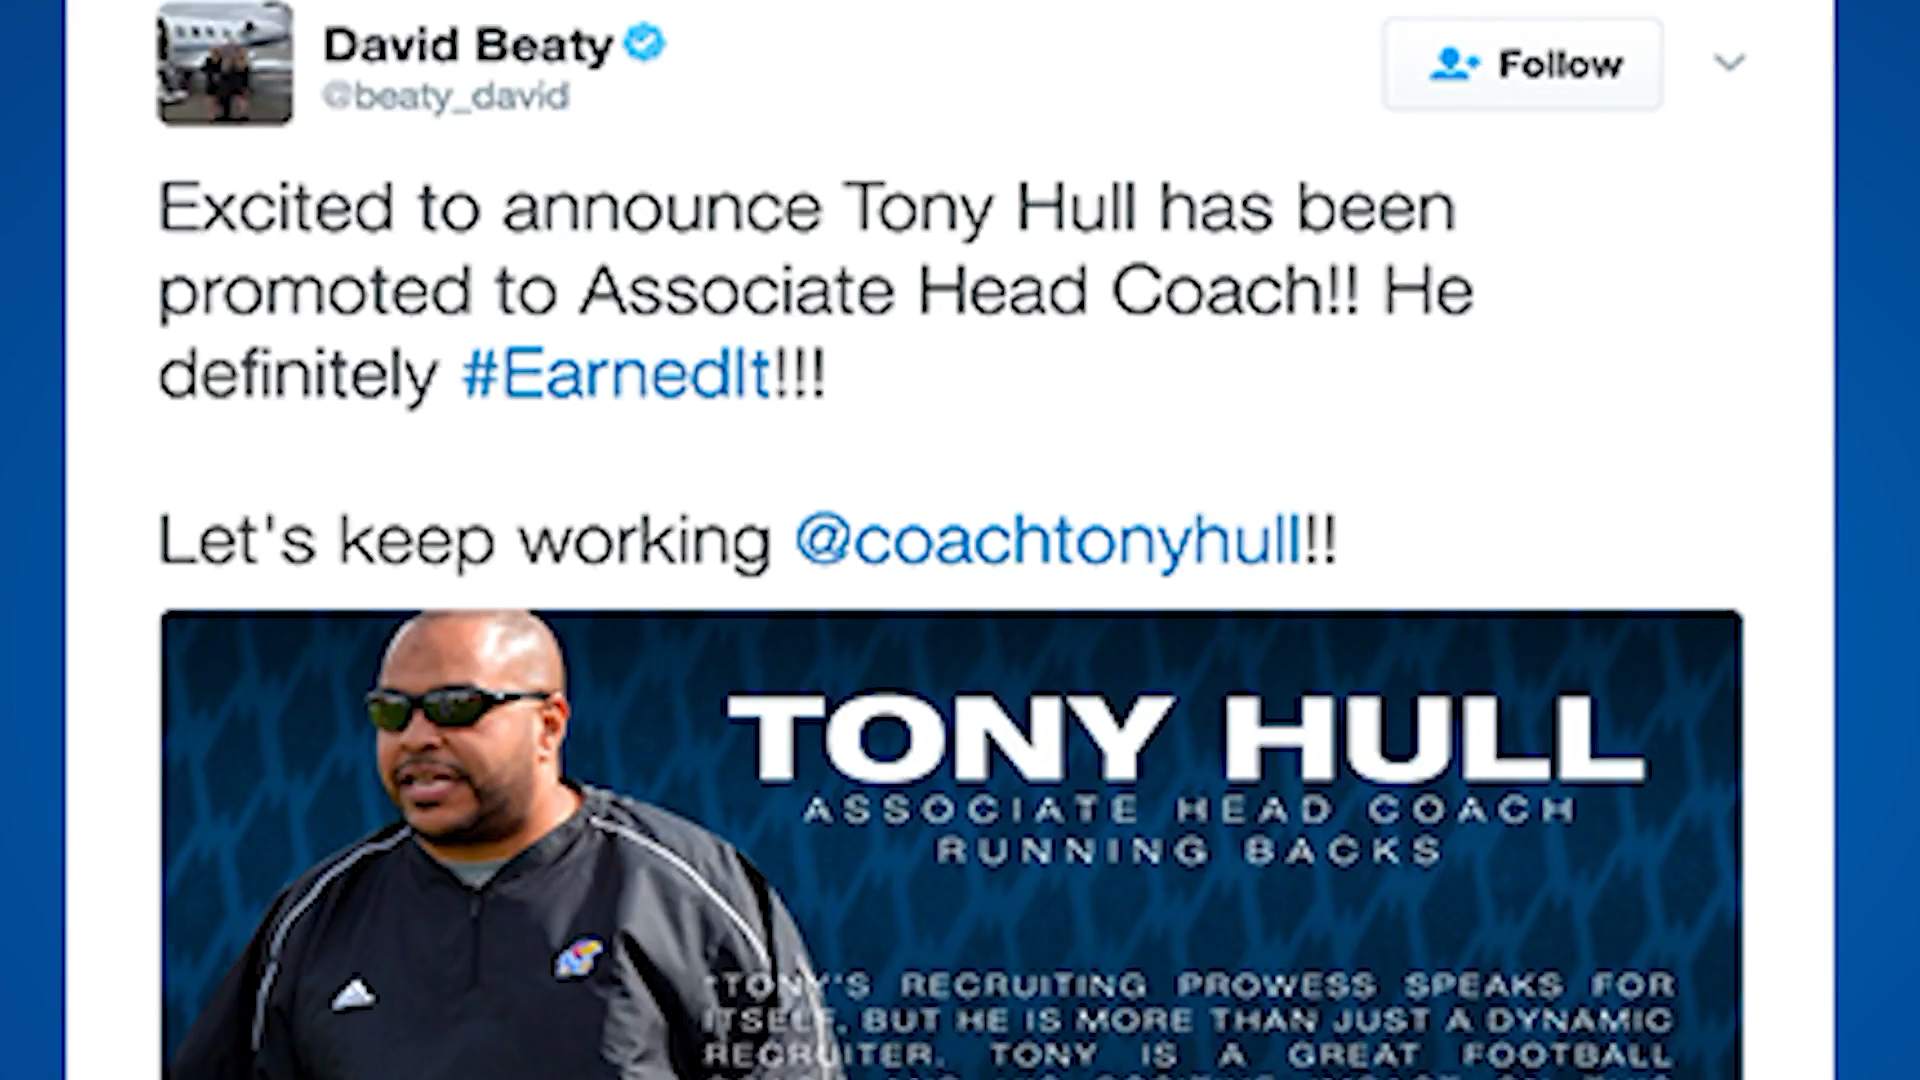 David Beaty
@beaty_david
Follow
Excited to announce Tony Hull has been
promoted to Associate Head Coach!! He
definitely #EarnedIt!!!
Let's keep working @coachtonyhull!!
TONY HULL
ASSOCIATE HEAD COACH
RUNNING BACKS
"TONY'S RECRUITING PROWESS SPEAKS FOR
ITSELF, BUT HE IS MORE THAN JUST A DYNAMIC
RECRUITER. TONY IS A GREAT FOOTBALL